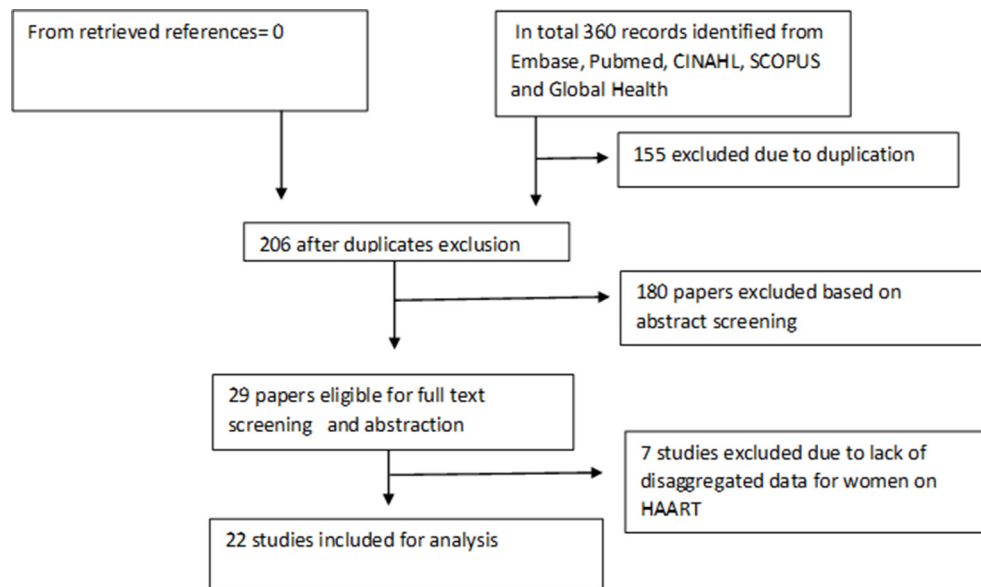 From retrieved references= 0
In total 360 records identified from
Embase, Pubmed, CINAHL, SCOPUS
and Global Health
155 excluded due to duplication
206 after duplicates exclusion
180 papers excluded based on
abstract screening
29 papers eligible for full text
screening and abstraction
7 studies excluded due to lack of
disaggregated data for women on
HAART
22 studies included for analysis